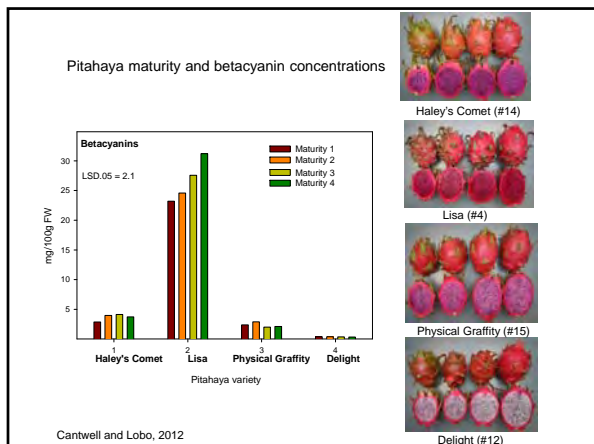 Pitahaya maturity and betacyanin concentrations
Betacyanins
LSD.05 = 2.1
Maturity 1
Maturity 2
Maturity 3
Maturity 4
mg/100g FW
30
25
20
15
10
5
1
2
3
4
Haley's Comet
Lisa
Physical Graffity
Delight
Pitahaya variety
Cantwell and Lobo, 2012
Haley's Comet (#14)
Lisa (#4)
Physical Graffity (#15)
Delight (#12)